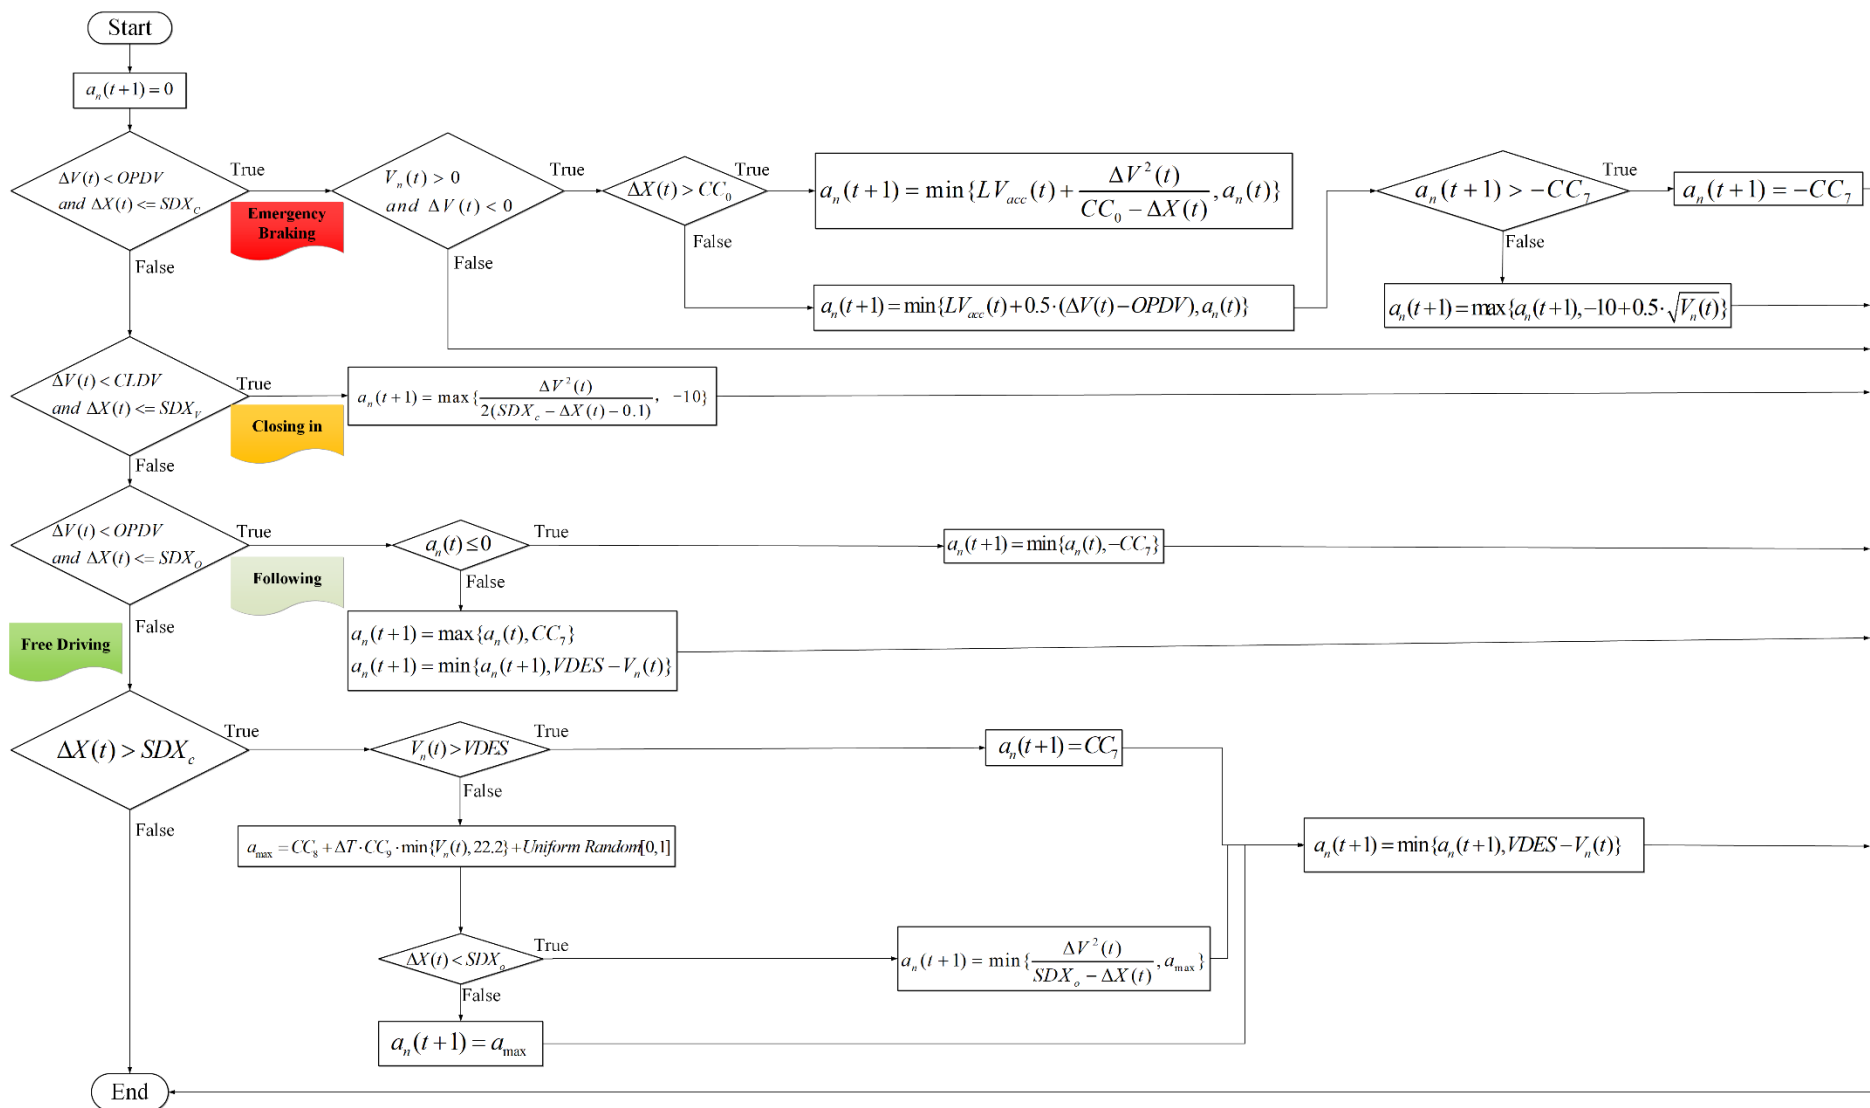 Start
a_n(t+1)=0
ΔV(t)<OPDV
and ΔX(t)<=SDX_C
True
Emergency
Braking
False
V_n(t)>0
and ΔV(t)<0
True
False
ΔX(t)>CC_0
True
False
a_n(t+1)=min{LV_acc(t)+ΔV²(t)/(CC_0−ΔX(t)),a_n(t)}
a_n(t+1)=min{LV_acc(t)+0.5·(ΔV(t)−OPDV),a_n(t)}
a_n(t+1)>−CC_7
True
False
a_n(t+1)=−CC_7
a_n(t+1)=max{a_n(t+1),−10+0.5·√V_n(t)}
ΔV(t)<CLDV
and ΔX(t)<=SDX_V
True
Closing in
False
a_n(t+1)=max{ΔV²(t)/2(SDX_c−ΔX(t)−0.1), −10}
ΔV(t)<OPDV
and ΔX(t)<=SDX_O
True
Following
False
a_n(t)≤0
True
False
a_n(t+1)=min{a_n(t),−CC_7}
a_n(t+1)=max{a_n(t),CC_7}
a_n(t+1)=min{a_n(t+1),VDES−V_n(t)}
Free Driving
ΔX(t)>SDX_c
True
False
V_n(t)>VDES
True
False
a_n(t+1)=CC_7
a_max=CC_8+ΔT·CC_9·min{V_n(t),22.2}+Uniform Random[0,1]
a_n(t+1)=min{a_n(t+1),VDES−V_n(t)}
ΔX(t)<SDX_o
True
False
a_n(t+1)=min{ΔV²(t)/(SDX_o−ΔX(t)),a_max}
a_n(t+1)=a_max
End